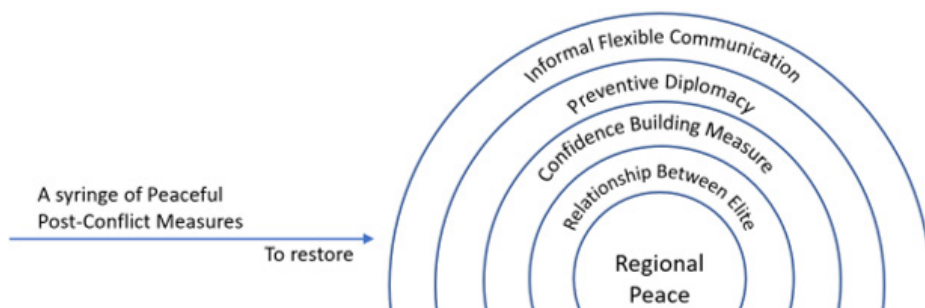 Informal Flexible Communication
Preventive Diplomacy
Confidence Building Measure
Relationship Between Elite
Regional
Peace
A syringe of Peaceful
Post-Conflict Measures
To restore